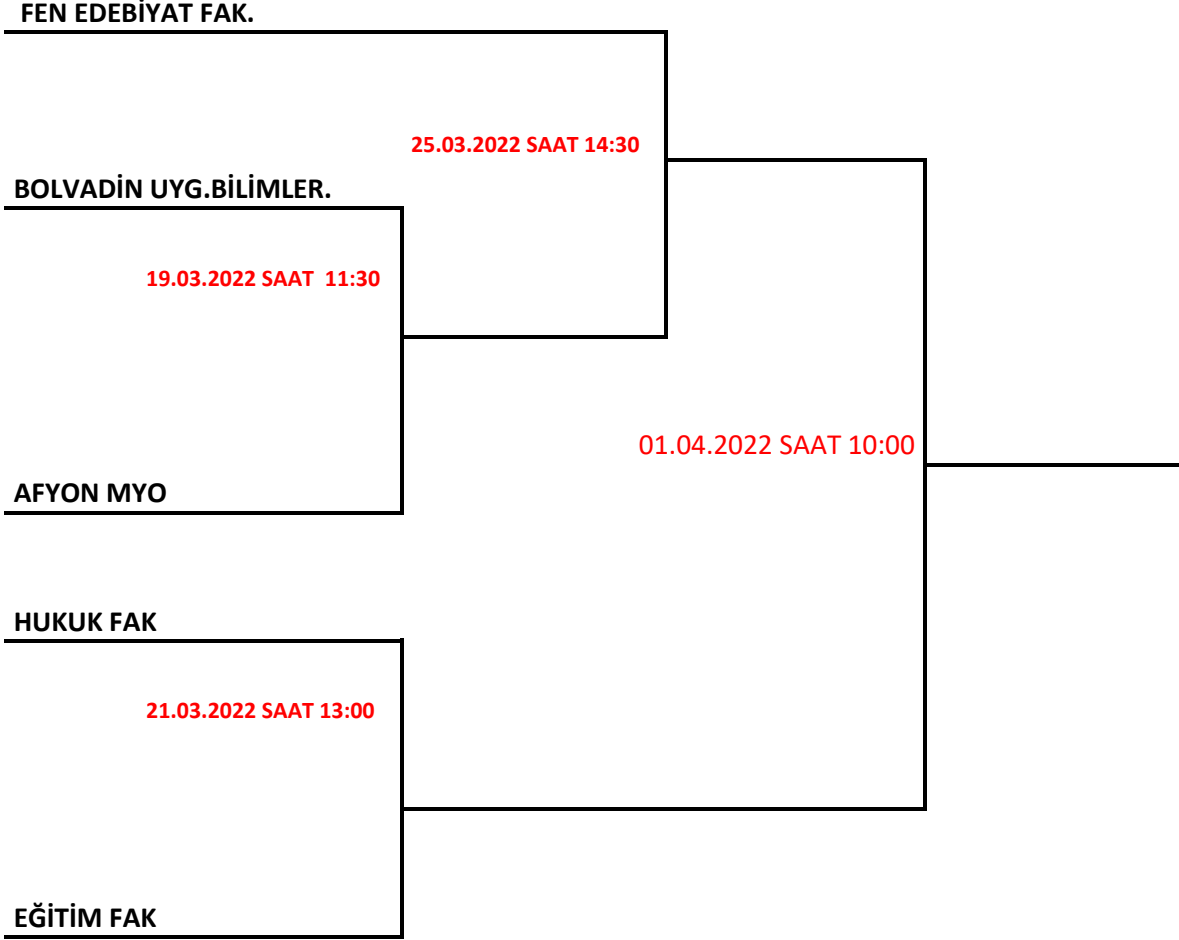 FEN EDEBİYAT FAK.
25.03.2022 SAAT 14:30
BOLVADİN UYG.BİLİMLER.
19.03.2022 SAAT  11:30
01.04.2022 SAAT 10:00
AFYON MYO
HUKUK FAK
21.03.2022 SAAT 13:00
EĞİTİM FAK